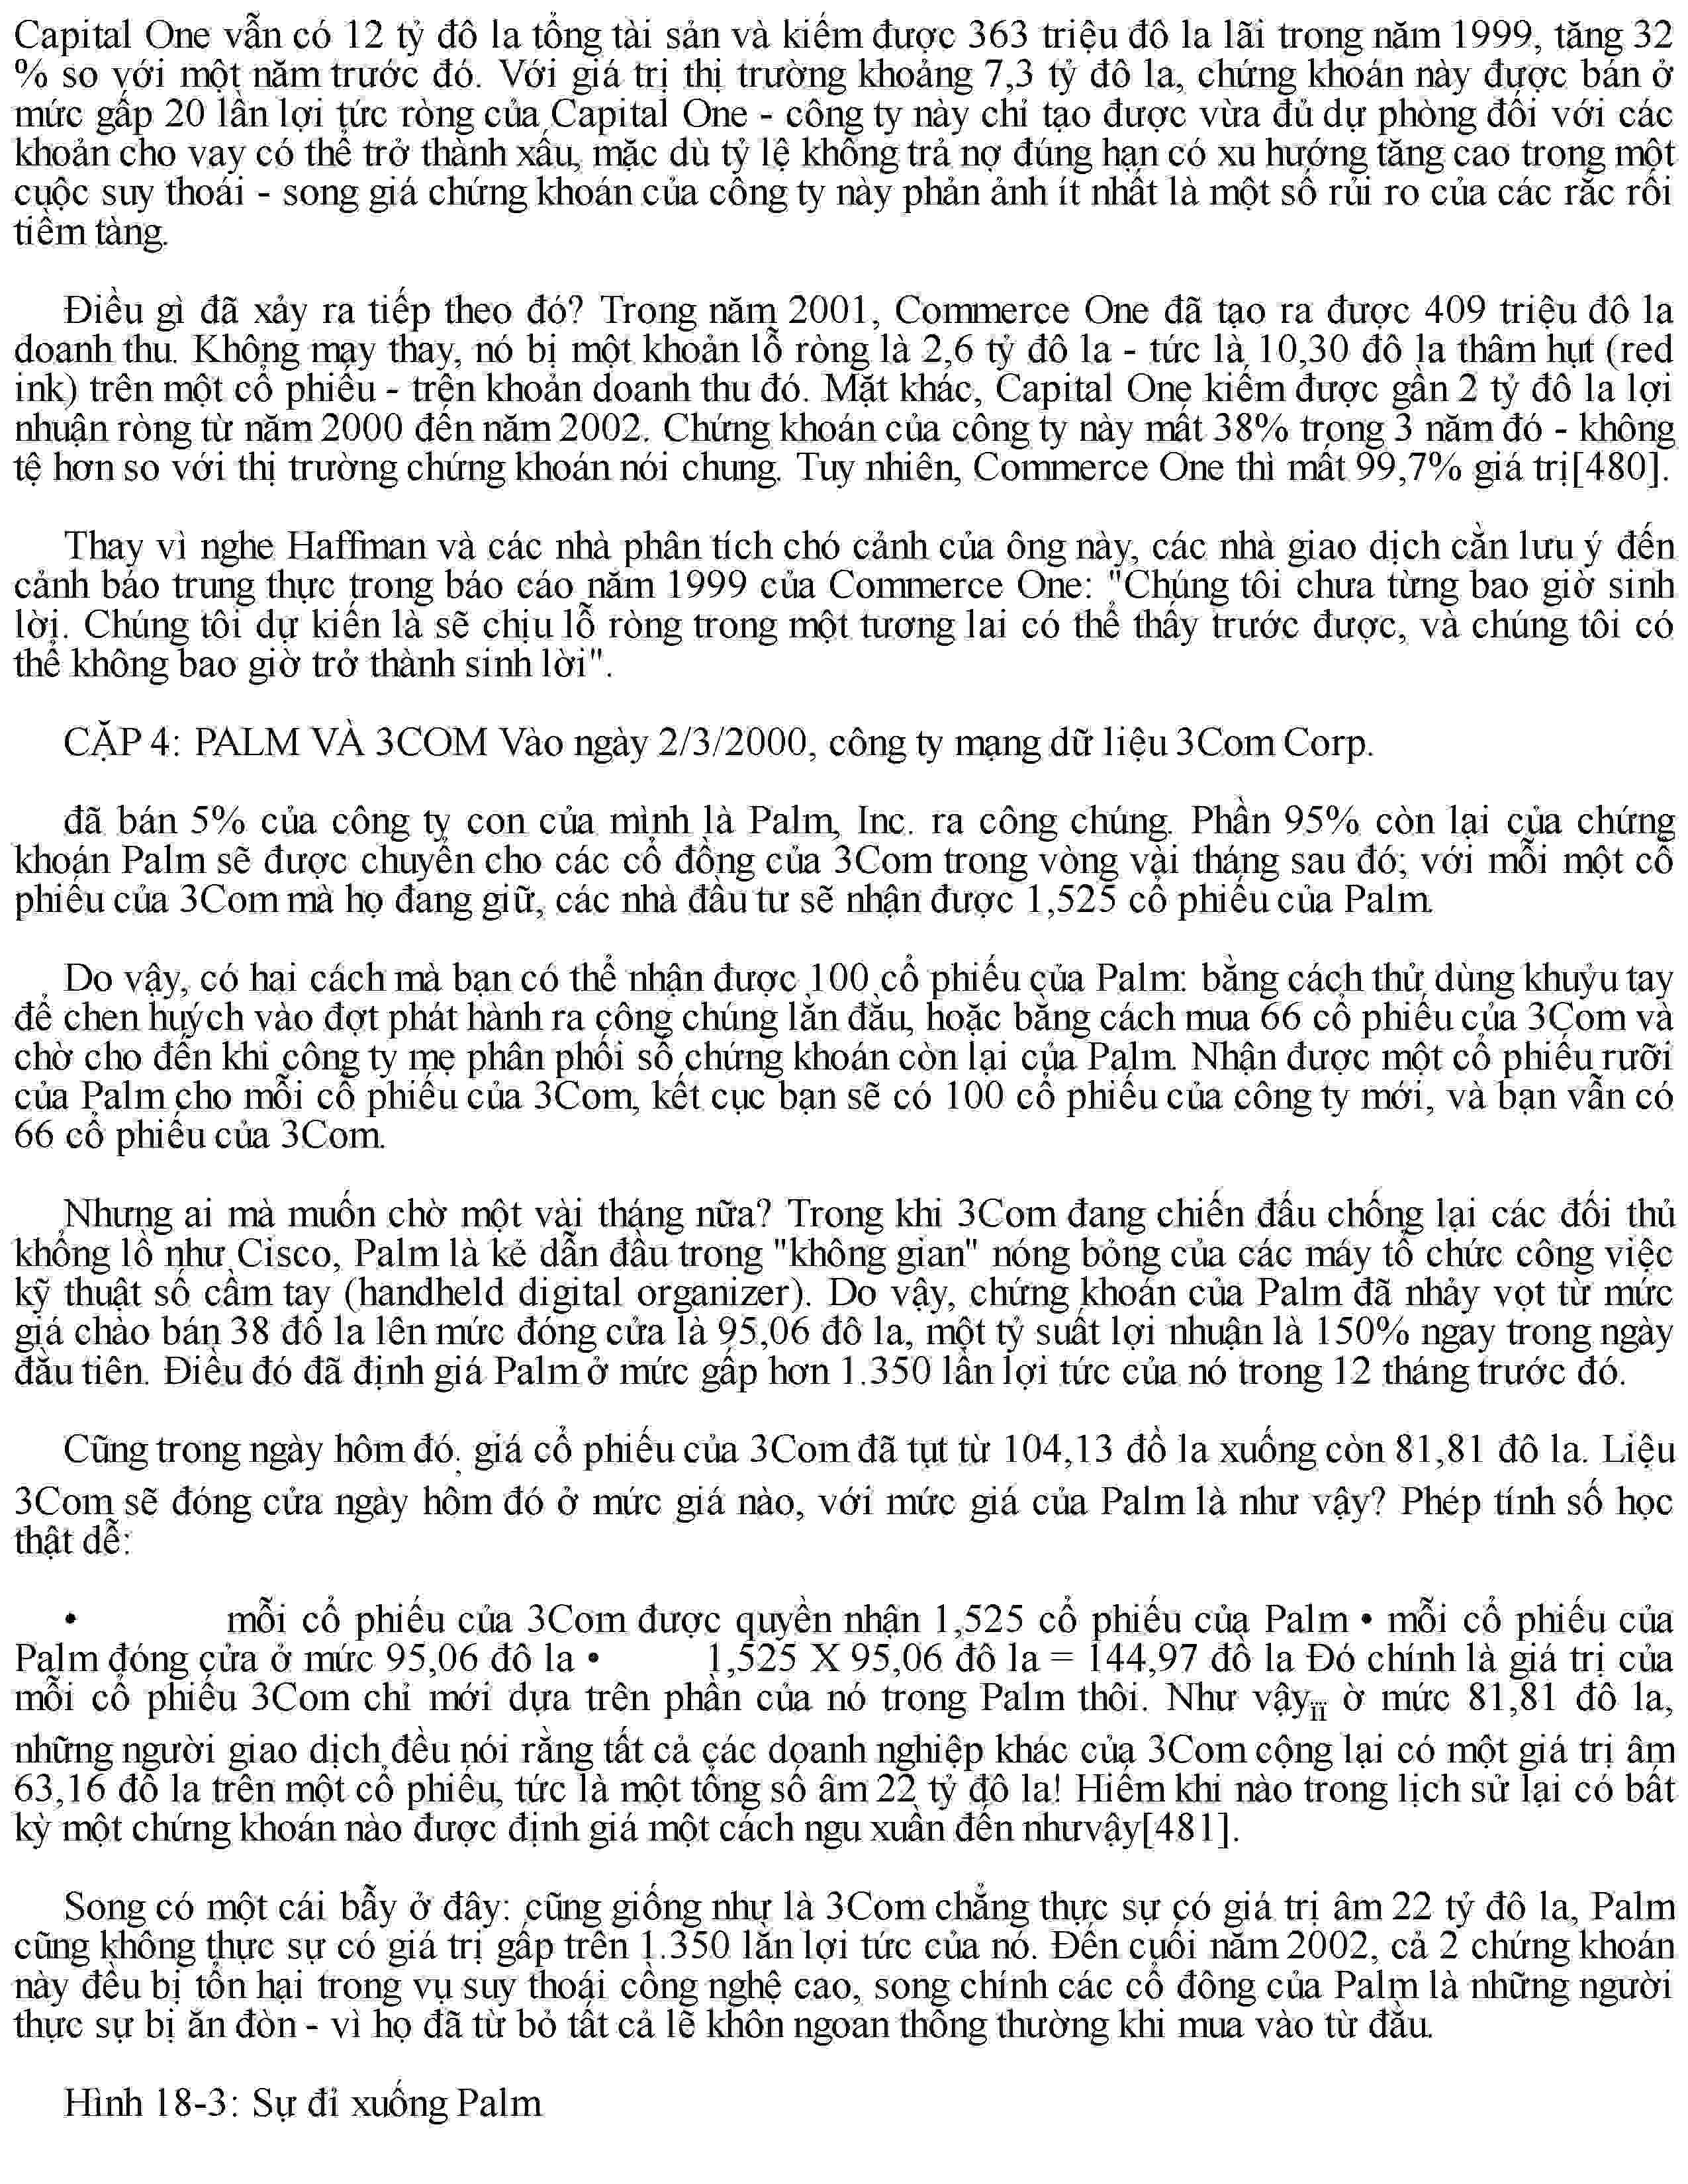 Capital One vẫn có 12 tỷ đô la tổng tài sản và kiếm được 363 triệu đô la lãi trong năm 1999, tăng 32
% so với một năm trước đó. Với giá trị thị trường khoảng 7,3 tỷ đô la, chứng khoán này được bán ở
mức gấp 20 lần lợi tức ròng của Capital One - công ty này chỉ tạo được vừa đủ dự phòng đối với các
khoản cho vay có thể trở thành xấu, mặc dù tỷ lệ không trả nợ đúng hạn có xu hướng tăng cao trong một
cuộc suy thoái - song giá chứng khoán của công ty này phản ảnh ít nhất là một số rủi ro của các rắc rối
tiềm tàng.
Điều gì đã xảy ra tiếp theo đó? Trong năm 2001, Commerce One đã tạo ra được 409 triệu đô la
doanh thu. Không may thay, nó bị một khoản lỗ ròng là 2,6 tỷ đô la - tức là 10,30 đô la thâm hụt (red
ink) trên một cổ phiếu - trên khoản doanh thu đó. Mặt khác, Capital One kiếm được gần 2 tỷ đô la lợi
nhuận ròng từ năm 2000 đến năm 2002. Chứng khoán của công ty này mất 38% trong 3 năm đó - không
tệ hơn so với thị trường chứng khoán nói chung. Tuy nhiên, Commerce One thì mất 99,7% giá trị[480].
Thay vì nghe Haffman và các nhà phân tích chó cảnh của ông này, các nhà giao dịch cần lưu ý đến
cảnh báo trung thực trong báo cáo năm 1999 của Commerce One: "Chúng tôi chưa từng bao giờ sinh
lời. Chúng tôi dự kiến là sẽ chịu lỗ ròng trong một tương lai có thể thấy trước được, và chúng tôi có
thể không bao giờ trở thành sinh lời".
CẶP 4: PALM VÀ 3COM Vào ngày 2/3/2000, công ty mạng dữ liệu 3Com Corp.
đã bán 5% của công ty con của mình là Palm, Inc. ra công chúng. Phần 95% còn lại của chứng
khoán Palm sẽ được chuyển cho các cổ đông của 3Com trong vòng vài tháng sau đó; với mỗi một cổ
phiếu của 3Com mà họ đang giữ, các nhà đầu tư sẽ nhận được 1,525 cổ phiếu của Palm.
Do vậy, có hai cách mà bạn có thể nhận được 100 cổ phiếu của Palm: bằng cách thử dùng khuỷu tay
để chen huých vào đợt phát hành ra công chúng lần đầu, hoặc bằng cách mua 66 cổ phiếu của 3Com và
chờ cho đến khi công ty mẹ phân phối số chứng khoán còn lại của Palm. Nhận được một cổ phiếu rưỡi
của Palm cho mỗi cổ phiếu của 3Com, kết cục bạn sẽ có 100 cổ phiếu của công ty mới, và bạn vẫn có
66 cổ phiếu của 3Com.
Nhưng ai mà muốn chờ một vài tháng nữa? Trong khi 3Com đang chiến đấu chống lại các đối thủ
khổng lồ như Cisco, Palm là kẻ dẫn đầu trong "không gian" nóng bỏng của các máy tổ chức công việc
kỹ thuật số cầm tay (handheld digital organizer). Do vậy, chứng khoán của Palm đã nhảy vọt từ mức
giá chào bán 38 đô la lên mức đóng cửa là 95,06 đô la, một tỷ suất lợi nhuận là 150% ngay trong ngày
đầu tiên. Điều đó đã định giá Palm ở mức gấp hơn 1.350 lần lợi tức của nó trong 12 tháng trước đó.
Cũng trong ngày hôm đó, giá cổ phiếu của 3Com đã tụt từ 104,13 đồ la xuống còn 81,81 đô la. Liệu
3Com sẽ đóng cửa ngày hôm đó ở mức giá nào, với mức giá của Palm là như vậy? Phép tính số học
thật dễ:
• mỗi cổ phiếu của 3Com được quyền nhận 1,525 cổ phiếu của Palm • mỗi cổ phiếu của
Palm đóng cửa ở mức 95,06 đô la • 1,525 X 95,06 đô la = 144,97 đồ la Đó chính là giá trị của
mỗi cổ phiếu 3Com chỉ mới dựa trên phần của nó trong Palm thôi. Như vậyïï ờ mức 81,81 đô la,
những người giao dịch đều nói rằng tất cả các doanh nghiệp khác của 3Com cộng lại có một giá trị âm
63,16 đô la trên một cổ phiếu, tức là một tổng số âm 22 tỷ đô la! Hiếm khi nào trong lịch sử lại có bất
kỳ một chứng khoán nào được định giá một cách ngu xuẩn đến nhưvậy[481].
Song có một cái bẫy ở đây: cũng giống như là 3Com chẳng thực sự có giá trị âm 22 tỷ đô la, Palm
cũng không thực sự có giá trị gấp trên 1.350 lần lợi tức của nó. Đến cuối năm 2002, cả 2 chứng khoán
này đều bị tổn hại trong vụ suy thoái công nghệ cao, song chính các cổ đông của Palm là những người
thực sự bị ăn đòn - vì họ đã từ bỏ tất cả lẽ khôn ngoan thông thường khi mua vào từ đầu.
Hình 18-3: Sự đi xuống Palm